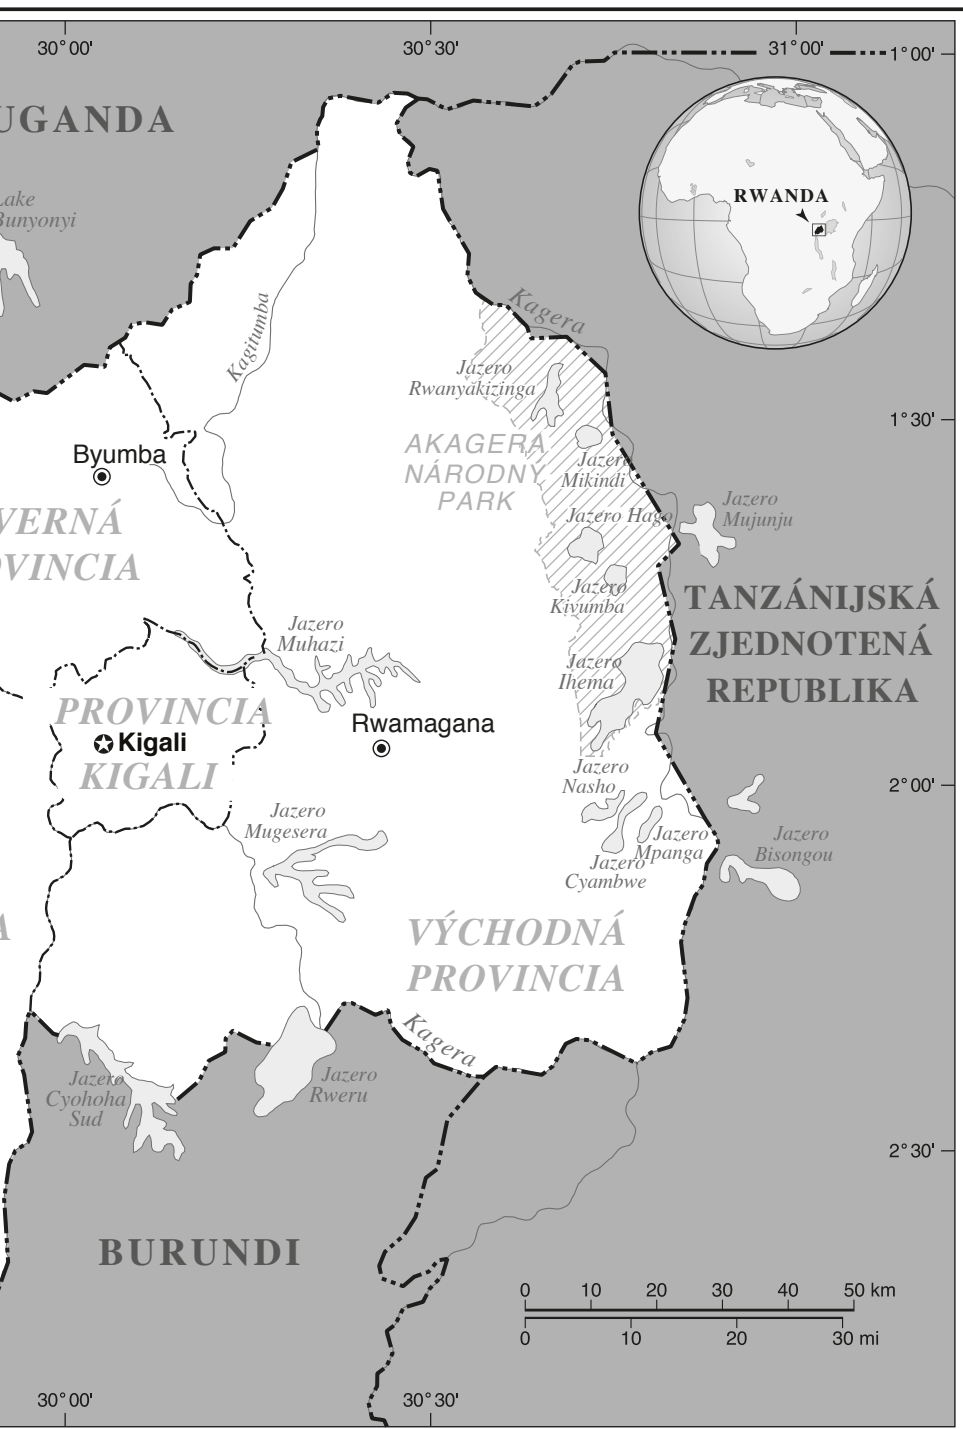 30°00'
30°30'
31°00'
1°00'
UGANDA
Lake
Bunyonyi
RWANDA
Kagera
Kagitumba
Jazero
Rwanyakizinga
1°30'
AKAGERA
NÁRODNÝ
PARK
Jazero
Mikindi
Byumba
Jazero
Mujunju
Jazero Hago
VERNÁ
VINCIA
Jazero
Kivumba
TANZÁNIJSKÁ
ZJEDNOTENÁ
REPUBLIKA
Jazero
Muhazi
Jazero
Ihema
PROVINCIA
KIGALI
Kigali
Rwamagana
Jazero
Nasho
2°00'
Jazero
Mugesera
Jazero
Mpanga
Jazero
Bisongou
Jazero
Cyambwe
A
VÝCHODNÁ
PROVINCIA
Kagera
Jazero
Cyohoha
Sud
Jazero
Rweru
2°30'
BURUNDI
0 10 20 30 40 50 km
0 10 20 30 mi
30°00'
30°30'